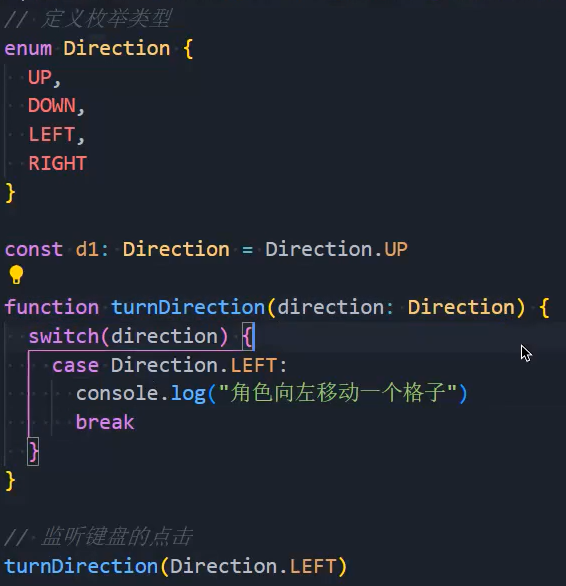 // 定义枚举类型
enum Direction {
  UP,
  DOWN,
  LEFT,
  RIGHT
}
const d1: Direction = Direction.UP
function turnDirection(direction: Direction) {
  switch(direction) {
    case Direction.LEFT:
      console.log("角色向左移动一个格子")
      break
  }
}
// 监听键盘的点击
turnDirection(Direction.LEFT)